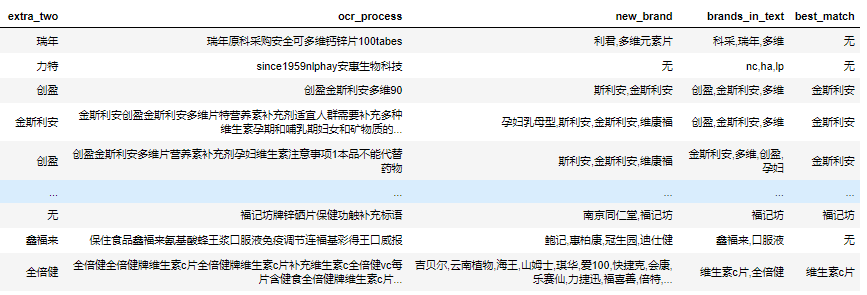 extra_two ocr_process new_brand brands_in_text best_match
瑞年 瑞年原科采购安全可多维钙锌片100tabes 利君,多维元素片 科采,瑞年,多维 无
力特 since1959nlphay安惠生物科技 无 nc,ha,lp 无
创盈 创盈金斯利安多维90 斯利安,金斯利安 创盈,金斯利安,多维 金斯利安
金斯利安 金斯利安创盈金斯利安多维片特营养素补充剂适宜人群需要补充多种
维生素孕期和哺乳期妇女和矿物质的... 孕妇乳母型,斯利安,金斯利安,维康福 创盈,金斯利安,多维 金斯利安
创盈 创盈金斯利安多维片营养素补充剂孕妇维生素注意事项1本品不能代替
药物 斯利安,金斯利安,维康福 金斯利安,多维,创盈,
孕妇 金斯利安
... ... ... ... ...
无 福记坊牌锌硒片保健功触补充标语 南京同仁堂,福记坊 福记坊 福记坊
鑫福来 保住食品鑫福来氨基酸蜂王浆口服液免疫调节连福基彩得王口威报 鲍记,惠柏康,冠生园,迪仕健 鑫福来,口服液 无
全倍健 全倍健全倍健牌维生素c片全倍健牌维生素c片补充维生素c全倍健vc每
片含健食全倍健牌维生素c片... 吉贝尔,云南植物,海王,山姆士,琪华,爱100,快捷克,会康,
乐赛仙,力捷迅,福喜善,倍特,... 维生素c片,全倍健 维生素c片